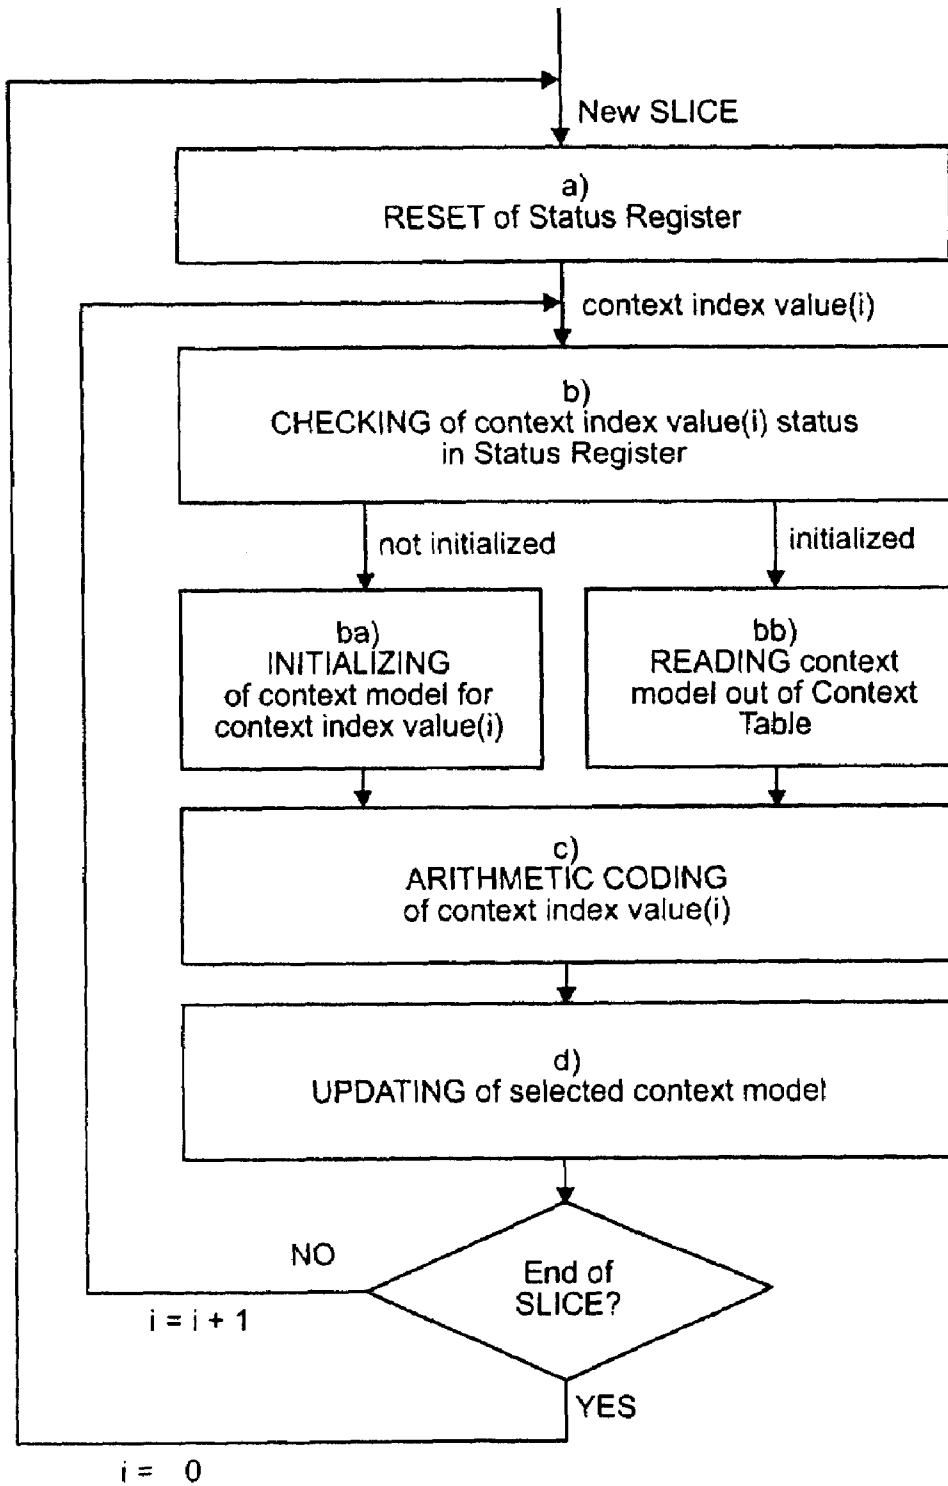 New SLICE
a)
RESET of Status Register
context index value(i)
b)
CHECKING of context index value(i) status
in Status Register
not initialized
initialized
ba)
INITIALIZING
of context model for
context index value(i)
bb)
READING context
model out of Context
Table
c)
ARITHMETIC CODING
of context index value(i)
d)
UPDATING of selected context model
NO
End of
SLICE?
i = i + 1
YES
i = 0